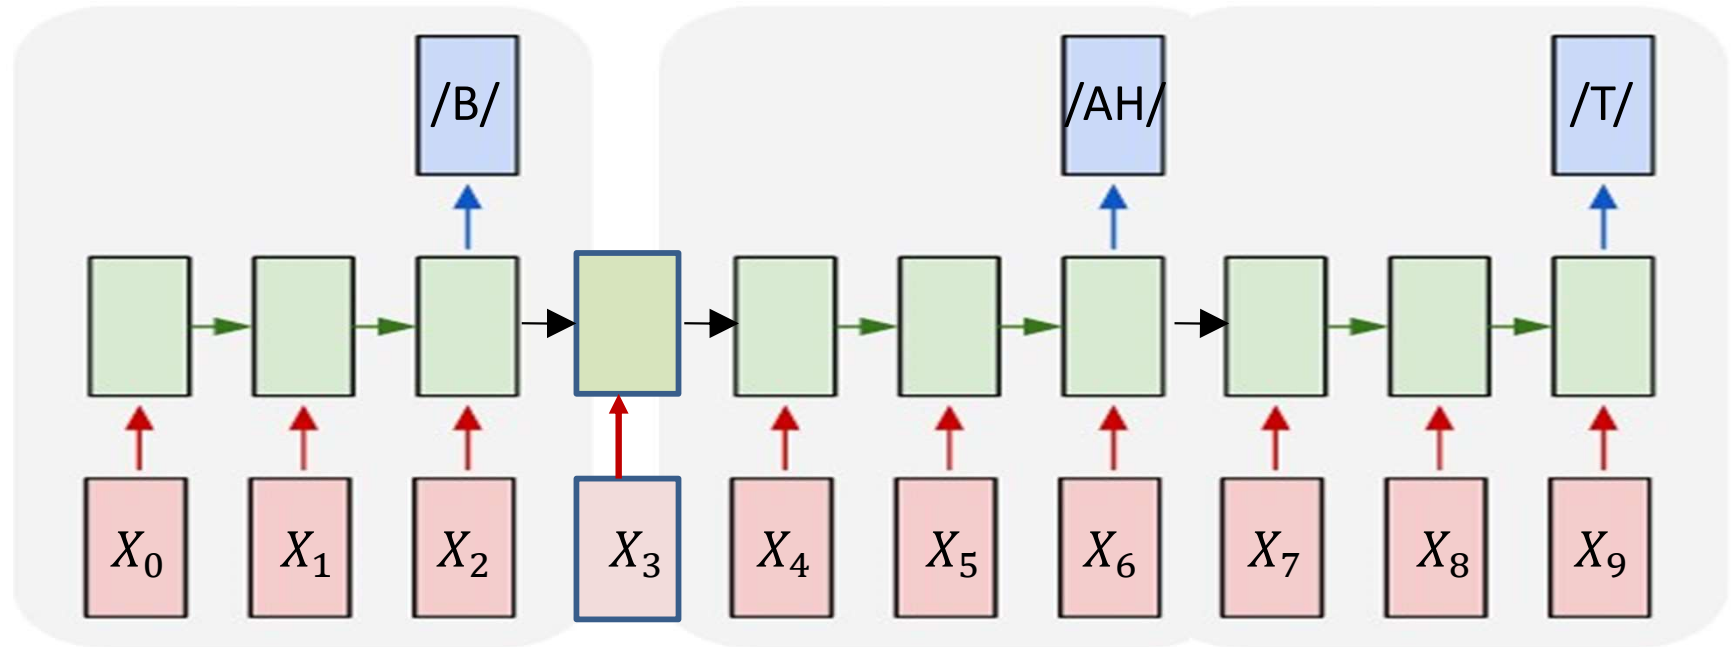 /B/ /AH/ /T/
X₀ X₁ X₂ X₃ X₄ X₅ X₆ X₇ X₈ X₉